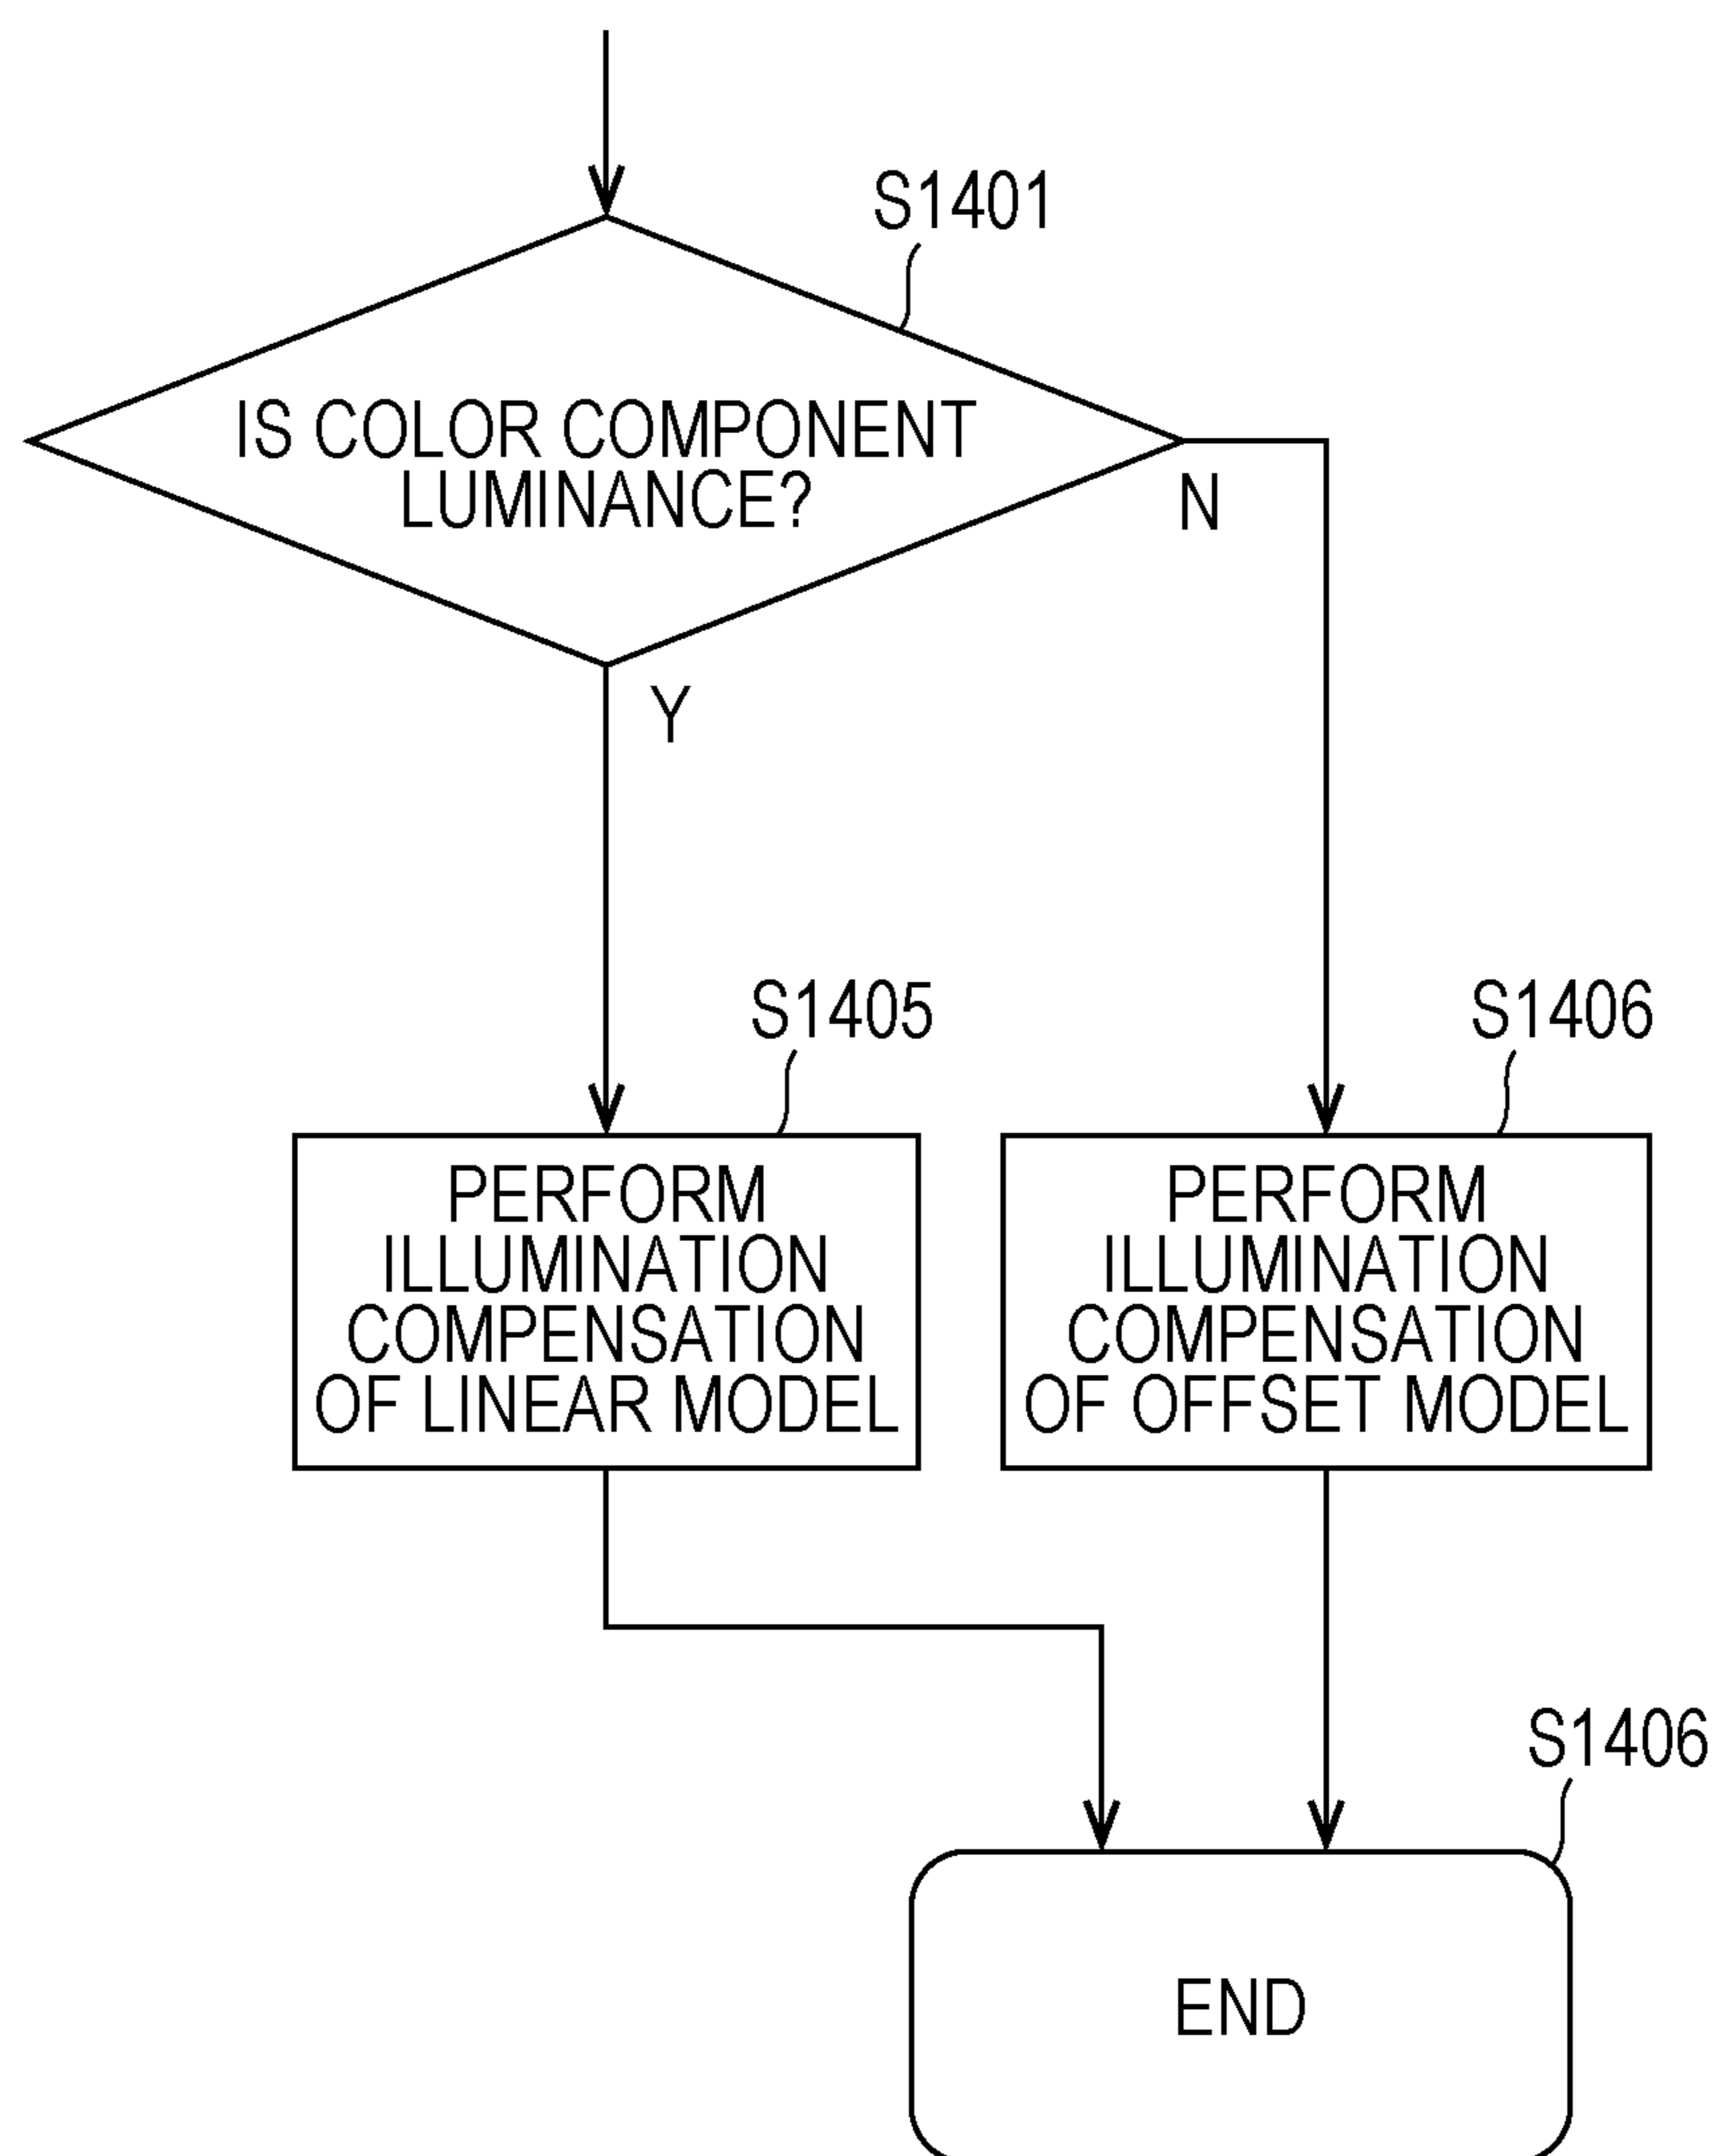 S1401
IS COLOR COMPONENT
LUMINANCE?
N
Y
S1405
PERFORM
ILLUMINATION
COMPENSATION
OF LINEAR MODEL
S1406
PERFORM
ILLUMINATION
COMPENSATION
OF OFFSET MODEL
S1406
END